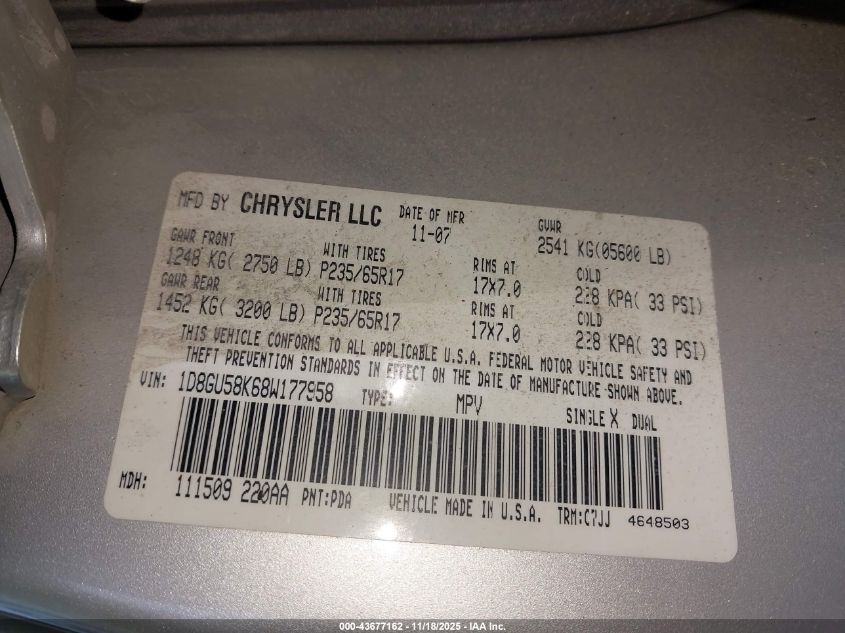 MFD BY CHRYSLER LLC DATE OF MFR GVWR
11-07 2541 KG(05600 LB)
GAWR FRONT WITH TIRES RIMS AT COLD
1248 KG( 2750 LB) P235/65R17 17X7.0 228 KPA( 33 PSI)
GAWR REAR WITH TIRES RIMS AT COLD
1452 KG( 3200 LB) P235/65R17 17X7.0 228 KPA( 33 PSI)
THIS VEHICLE CONFORMS TO ALL APPLICABLE U.S.A. FEDERAL MOTOR VEHICLE SAFETY AND
THEFT PREVENTION STANDARDS IN EFFECT ON THE DATE OF MANUFACTURE SHOWN ABOVE.
VIN: 1D8GU58K68W177958 TYPE: MPV SINGLE X DUAL
MDH: 111509 220AA PNT:PDA VEHICLE MADE IN U.S.A. TRM:C7JJ 4648503
000-43677162 - 11/18/2025 - IAA